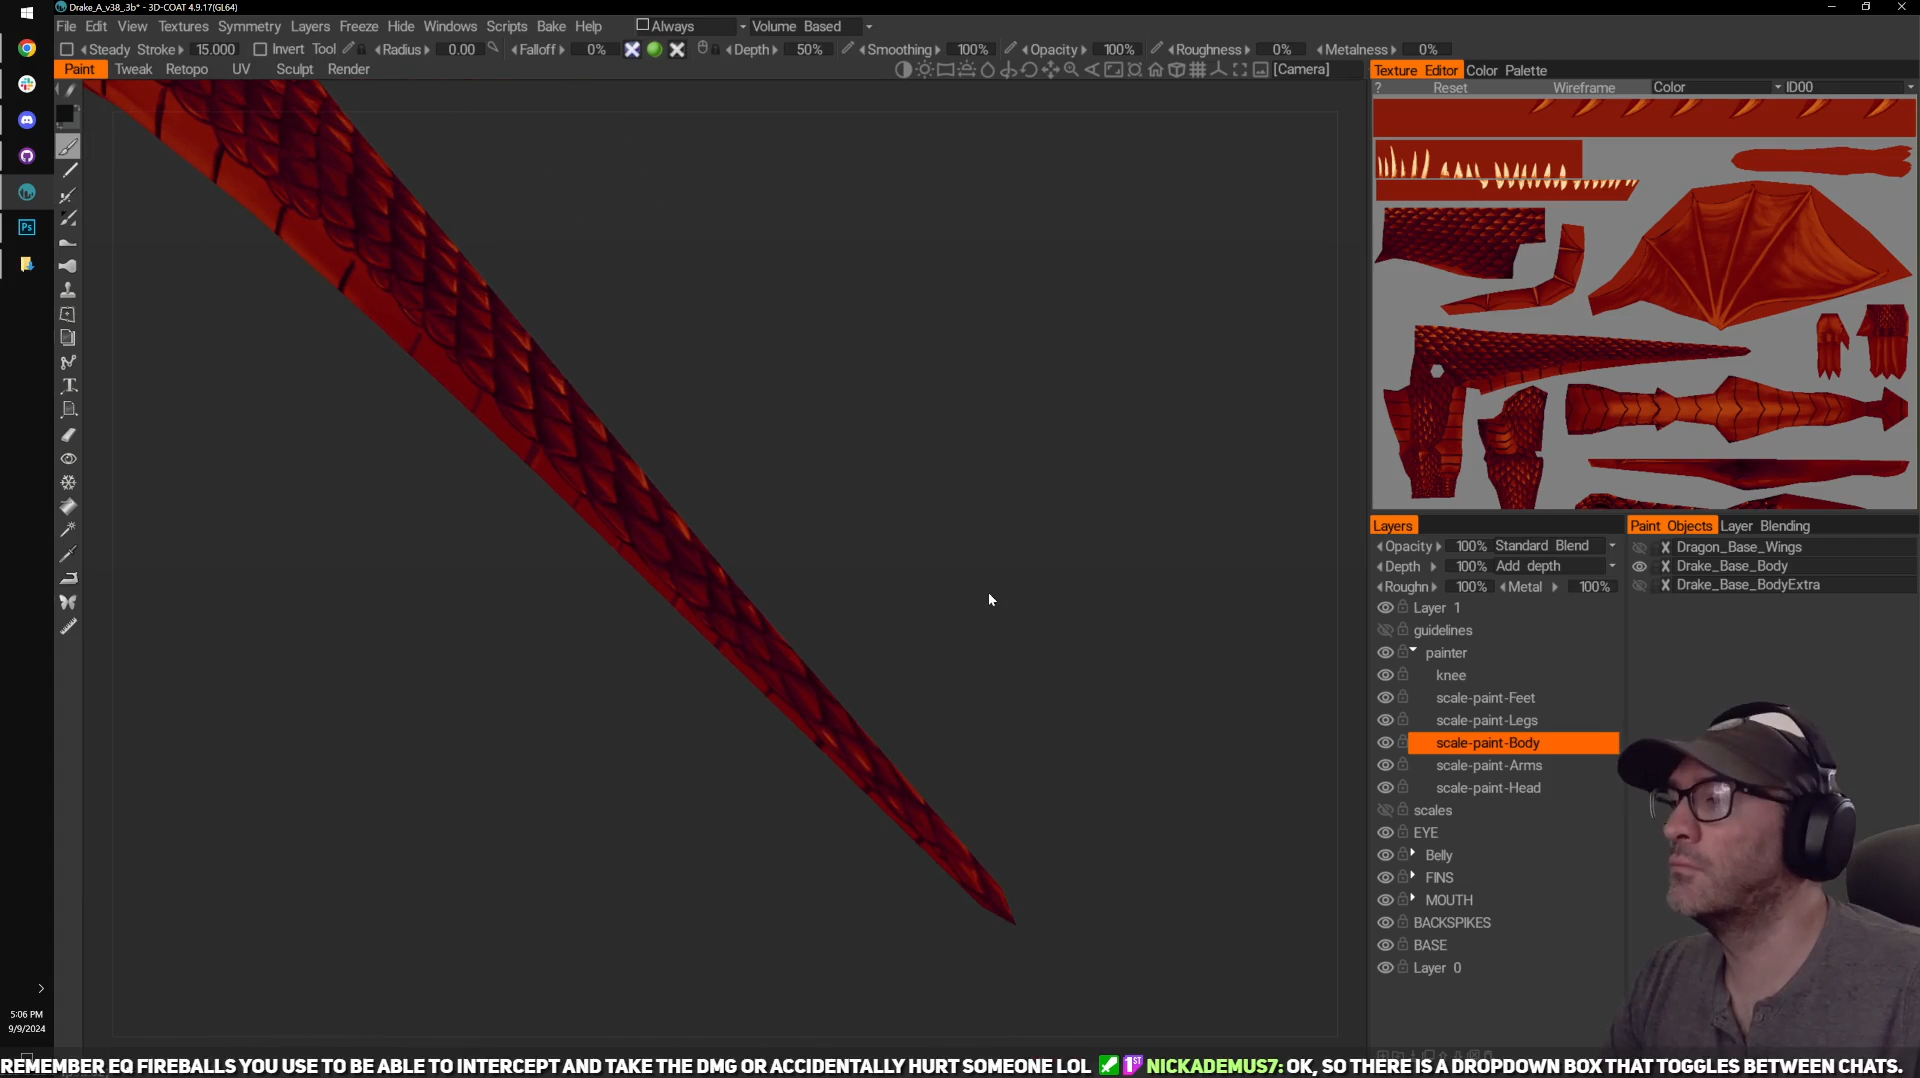 Drake_A_v38_.3b* - 3D-COAT 4.9.17(GL64)
File Edit View Textures Symmetry Layers Freeze Hide Windows Scripts Bake Help Always Volume Based
Steady Stroke 15.000 Invert Tool Radius 0.00 Falloff 0% Depth 50% Smoothing 100% Opacity 100% Roughness 0% Metalness 0%
Paint Tweak Retopo UV Sculpt Render [Camera]
Texture Editor Color Palette
? Reset Wireframe Color ID00
Layers
Opacity 100% Standard Blend
Depth 100% Add depth
Roughn 100% Metal 100%
Layer 1
guidelines
painter
knee
scale-paint-Feet
scale-paint-Legs
scale-paint-Body
scale-paint-Arms
scale-paint-Head
scales
EYE
Belly
FINS
MOUTH
BACKSPIKES
BASE
Layer 0
Paint Objects Layer Blending
Dragon_Base_Wings
Drake_Base_Body
Drake_Base_BodyExtra
Ps
5:06 PM
9/9/2024
REMEMBER EQ FIREBALLS YOU USE TO BE ABLE TO INTERCEPT AND TAKE THE DMG OR ACCIDENTALLY HURT SOMEONE LOL 1ST NICKADEMUS7: OK, SO THERE IS A DROPDOWN BOX THAT TOGGLES BETWEEN CHATS.